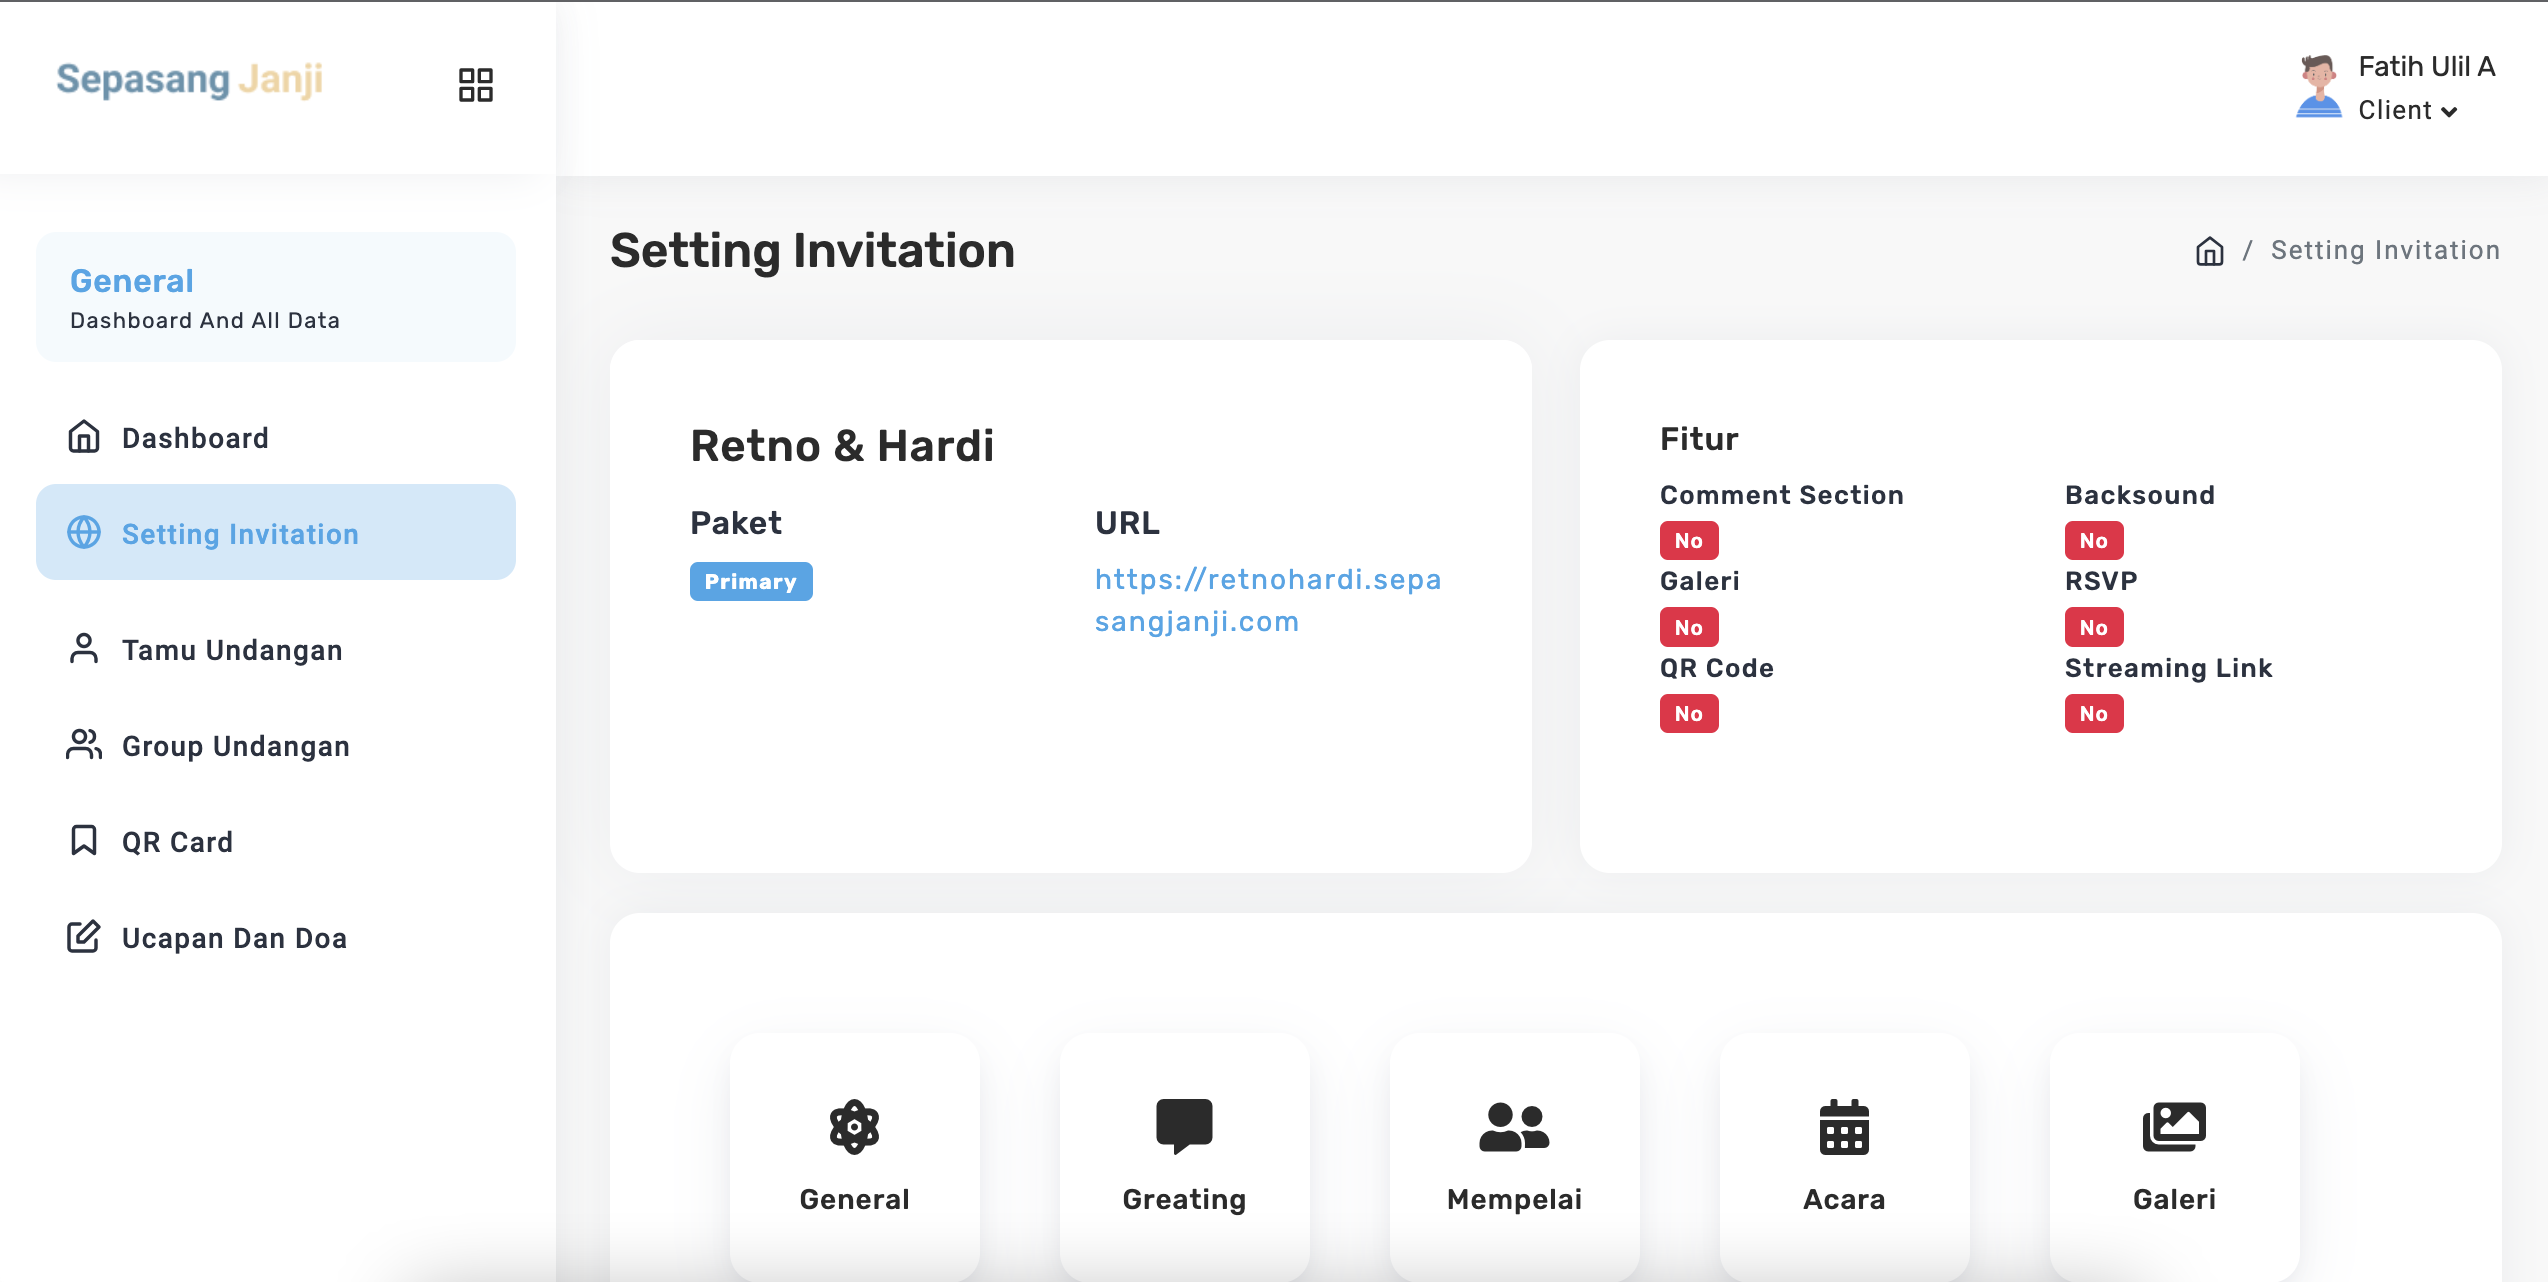 Sepasang Janji
Fatih Ulil A
Client
General
Dashboard And All Data
Dashboard
Setting Invitation
Tamu Undangan
Group Undangan
QR Card
Ucapan Dan Doa
Setting Invitation
/ Setting Invitation
Retno & Hardi
Paket
Primary
URL
https://retnohardi.sepa
sangjanji.com
Fitur
Comment Section
No
Backsound
No
Galeri
No
RSVP
No
QR Code
No
Streaming Link
No
General
Greating
Mempelai
Acara
Galeri